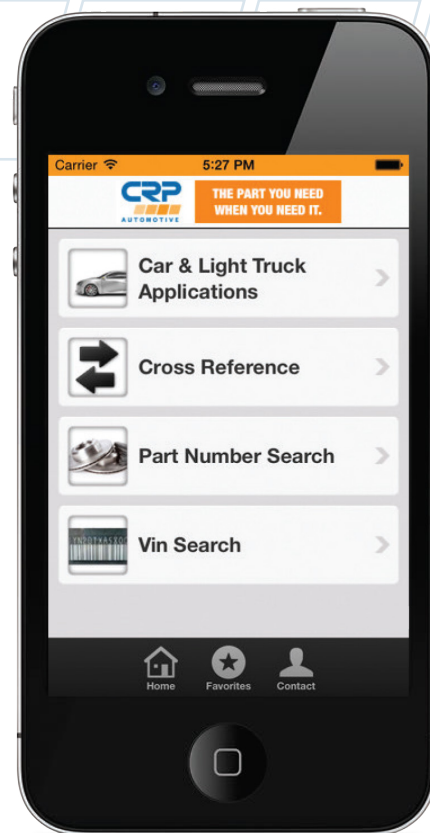 Carrier
5:27 PM
CRP
AUTOMOTIVE
THE PART YOU NEED
WHEN YOU NEED IT.
Car & Light Truck
Applications
Cross Reference
Part Number Search
Vin Search
Home
Favorites
Contact